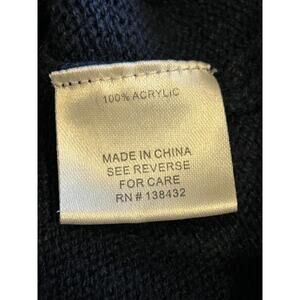 100% ACRYLIC
MADE IN CHINA
SEE REVERSE
FOR CARE
RN # 138432